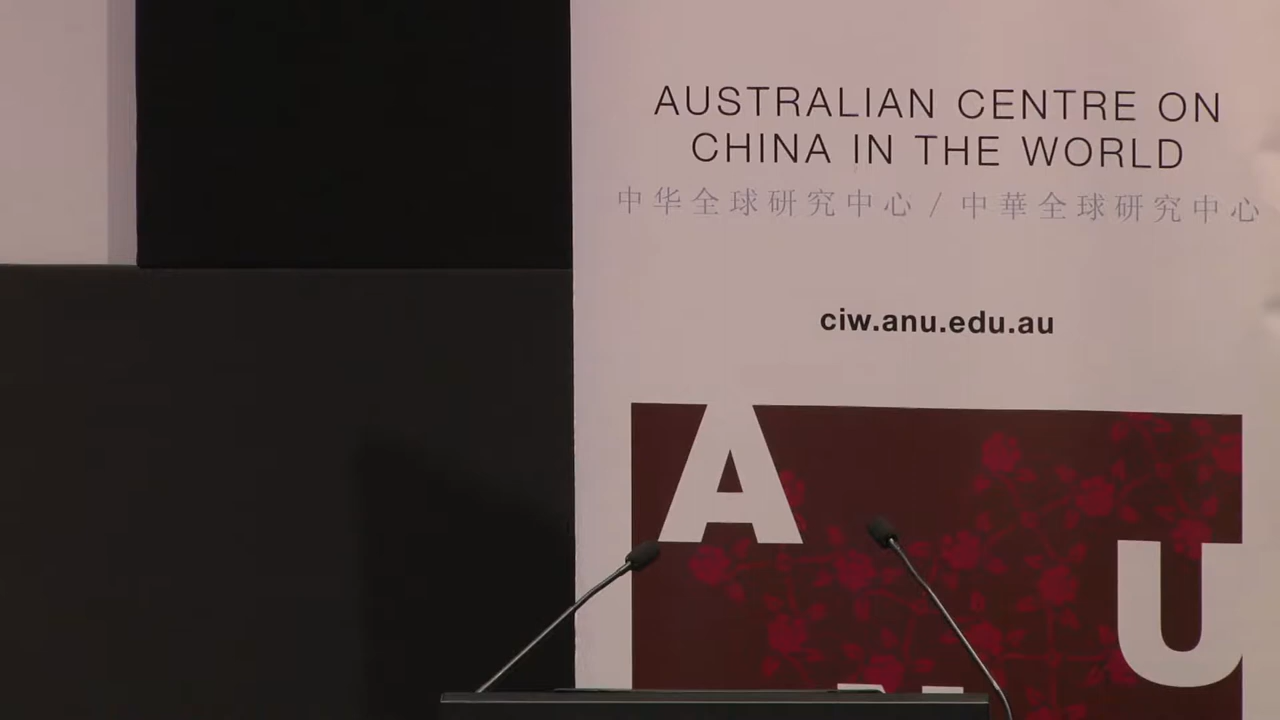 AUSTRALIAN CENTRE ON
CHINA IN THE WORLD
中华全球研究中心 / 中華全球研究中心
ciw.anu.edu.au
A
U
N